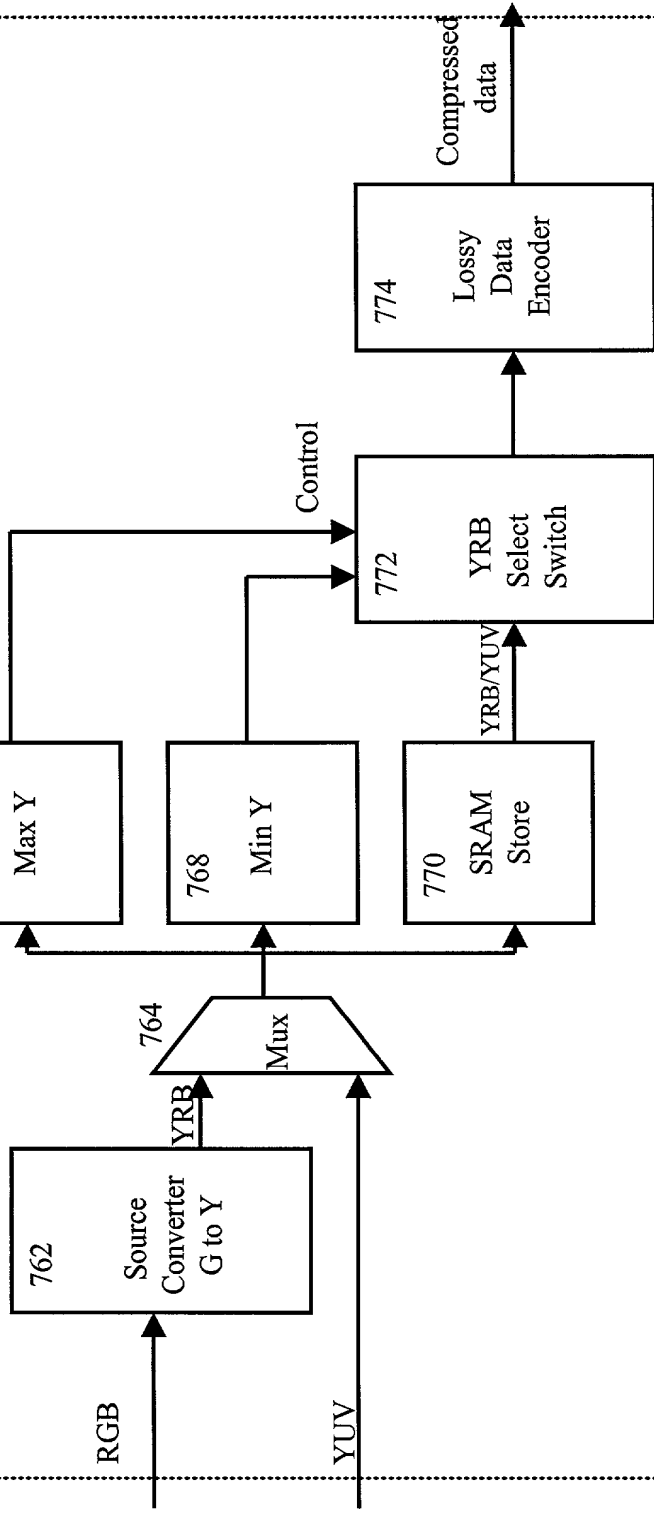 RGB
YUV
762
Source
Converter
G to Y
YRB
764
Mux
Max Y
768
Min Y
770
SRAM
Store
YRB/YUV
Control
772
YRB
Select
Switch
774
Lossy
Data
Encoder
Compressed
data